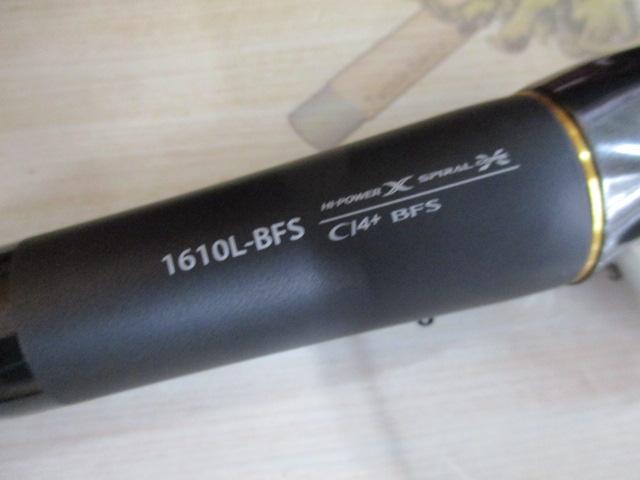 1610L-BFS
HI-POWER X SPIRAL X
CI4+ BFS